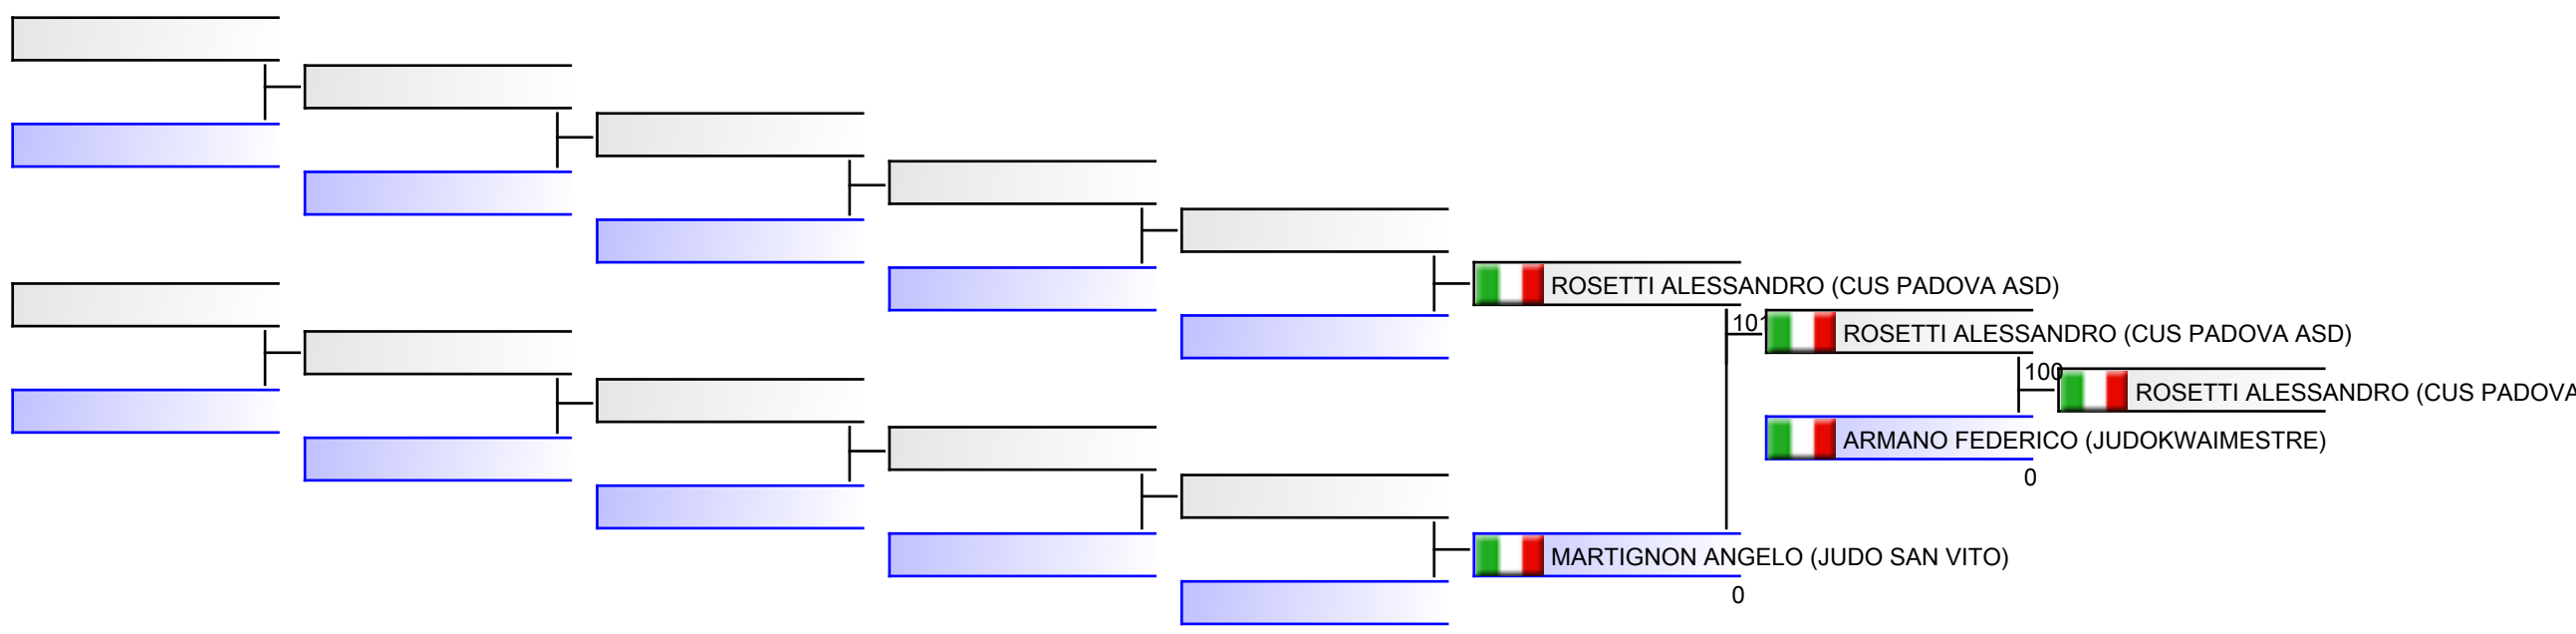 ROSETTI ALESSANDRO (CUS PADOVA ASD)
101
ROSETTI ALESSANDRO (CUS PADOVA ASD)
100
ROSETTI ALESSANDRO (CUS PADOVA
ARMANO FEDERICO (JUDOKWAIMESTRE)
0
MARTIGNON ANGELO (JUDO SAN VITO)
0